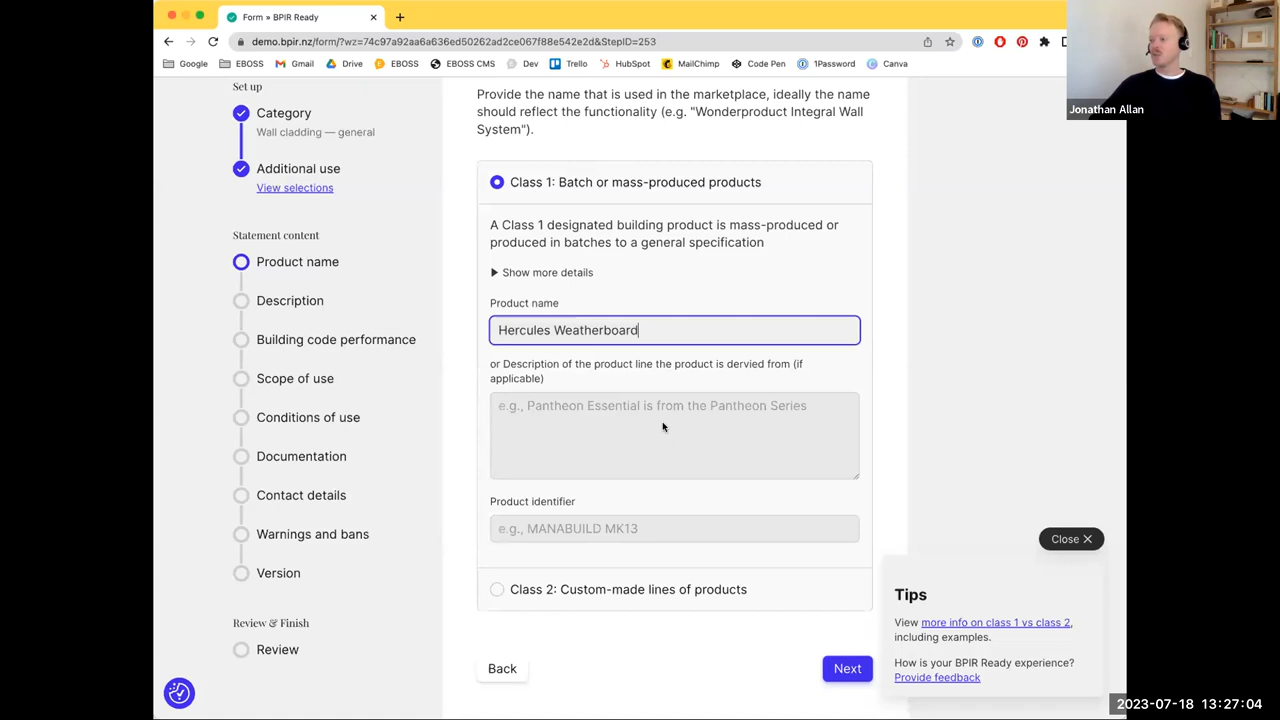 Form » BPIR Ready
demo.bpir.nz/form/?wz=74c97a92aa6a636ed50262ad2ce067f88e542e2d&StepID=253
Google EBOSS Gmail Drive EBOSS EBOSS CMS Dev Trello HubSpot MailChimp Code Pen 1Password Canva
Jonathan Allan
Set up
Category
Wall cladding — general
Additional use
View selections
Statement content
Product name
Description
Building code performance
Scope of use
Conditions of use
Documentation
Contact details
Warnings and bans
Version
Review & Finish
Review
Provide the name that is used in the marketplace, ideally the name
should reflect the functionality (e.g. "Wonderproduct Integral Wall
System").
Class 1: Batch or mass-produced products
A Class 1 designated building product is mass-produced or
produced in batches to a general specification
Show more details
Product name
Hercules Weatherboard
or Description of the product line the product is dervied from (if
applicable)
e.g., Pantheon Essential is from the Pantheon Series
Product identifier
e.g., MANABUILD MK13
Class 2: Custom-made lines of products
Back
Next
Close
Tips
View more info on class 1 vs class 2,
including examples.
How is your BPIR Ready experience?
Provide feedback
2023-07-18 13:27:04